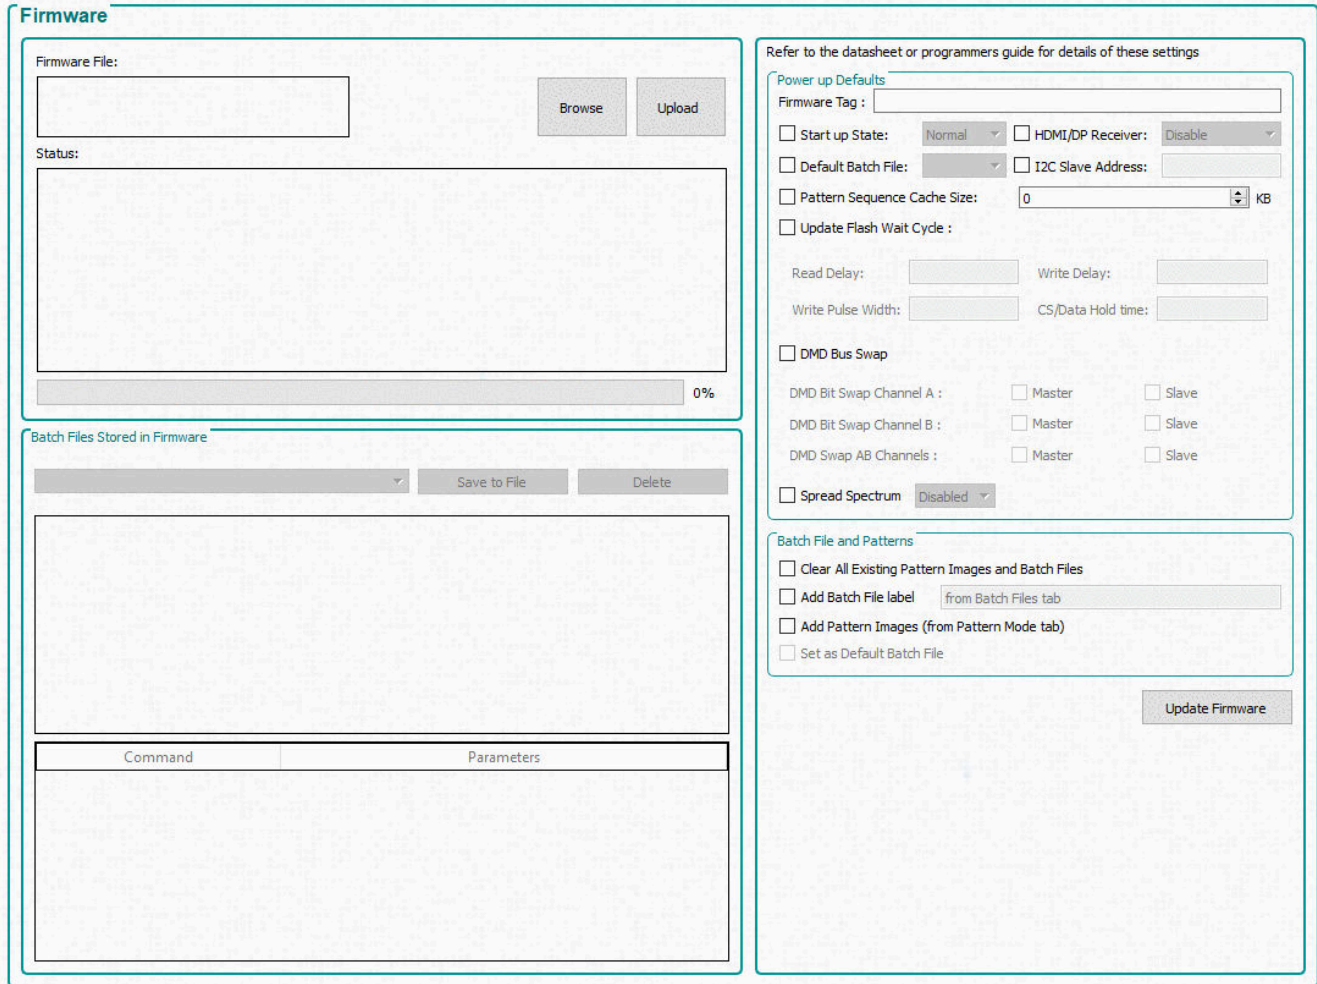 Firmware
Firmware File:
Browse
Upload
Status:
0%
Batch Files Stored in Firmware
Save to File
Delete
Command
Parameters
Refer to the datasheet or programmers guide for details of these settings
Power up Defaults
Firmware Tag :
Start up State:
Normal
HDMI/DP Receiver:
Disable
Default Batch File:
I2C Slave Address:
Pattern Sequence Cache Size:
0
KB
Update Flash Wait Cycle :
Read Delay:
Write Delay:
Write Pulse Width:
CS/Data Hold time:
DMD Bus Swap
DMD Bit Swap Channel A :
Master
Slave
DMD Bit Swap Channel B :
Master
Slave
DMD Swap AB Channels :
Master
Slave
Spread Spectrum
Disabled
Batch File and Patterns
Clear All Existing Pattern Images and Batch Files
Add Batch File label
from Batch Files tab
Add Pattern Images (from Pattern Mode tab)
Set as Default Batch File
Update Firmware